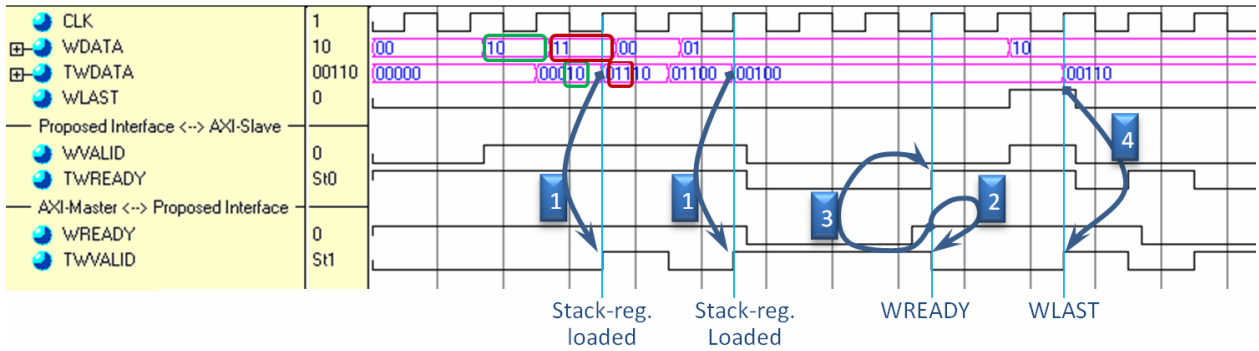 CLK 1
WDATA 10 00 10 11 00 01 10
TWDATA 00110 00000 00010 01110 01100 00100 00110
WLAST 0
Proposed Interface <--> AXI-Slave
WVALID 0
TWREADY St0
AXI-Master <--> Proposed Interface
WREADY 0
TWVALID St1
1
1
3
2
4
Stack-reg. loaded
Stack-reg. Loaded
WREADY
WLAST